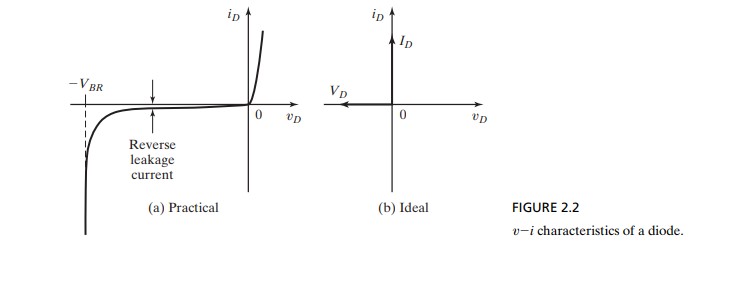 i_D
-V_BR
0
v_D
Reverse
leakage
current
(a) Practical
i_D
I_D
V_D
0
v_D
(b) Ideal
FIGURE 2.2
v-i characteristics of a diode.